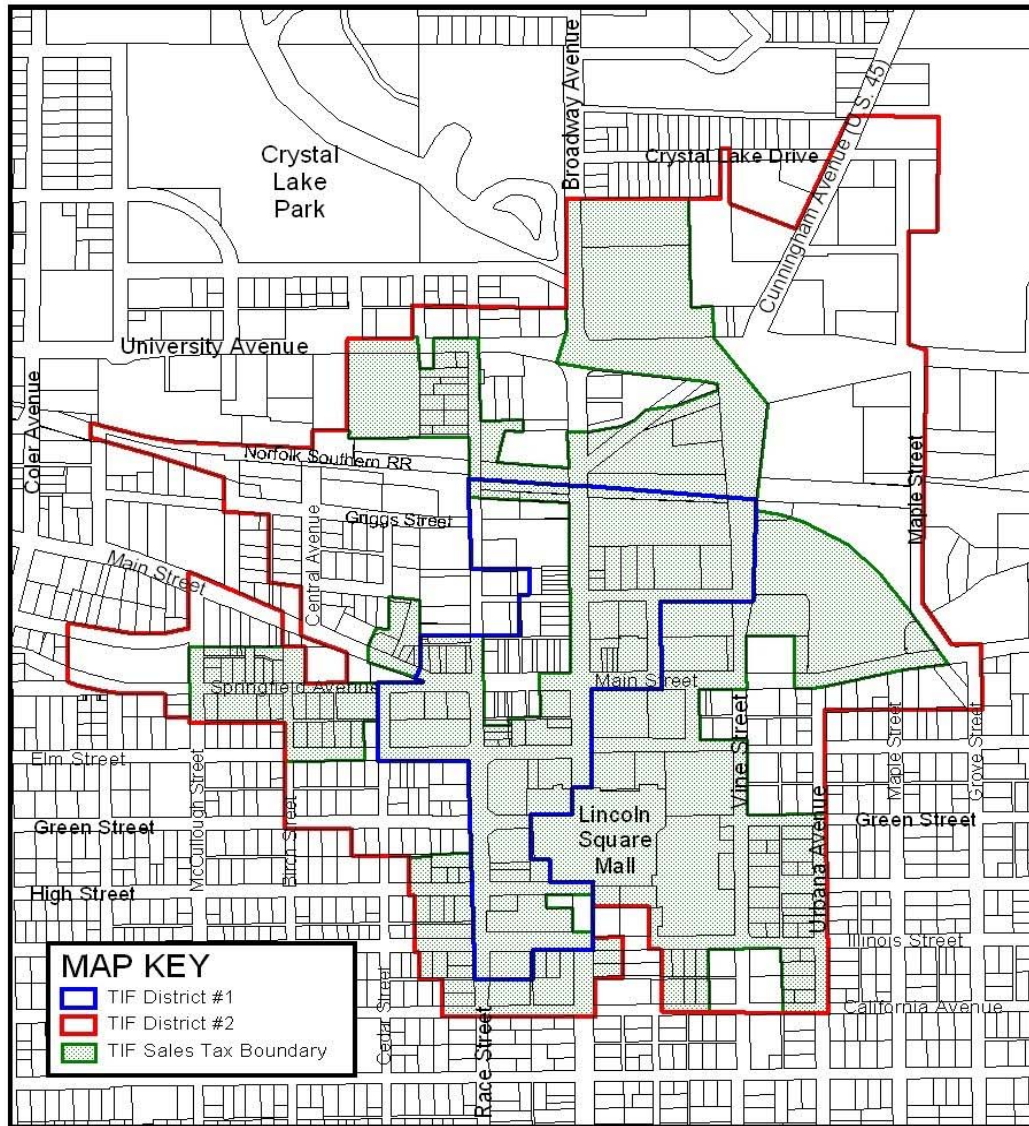 Broadway Avenue
Cunningham Avenue (U.S. 45)
Crystal
Lake
Park
Crystal Lake Drive
University Avenue
Coler Avenue
Norfolk Southern RR
Maple Street
Griggs Street
Central Avenue
Main Street
Springfield Avenue
Main Street
Elm Street
McCullough Street
Birch Street
Vine Street
Maple Street
Grove Street
Green Street
Lincoln
Square
Mall
Urbana Avenue
Green Street
High Street
Illinois Street
California Avenue
Cedar Street
Race Street
MAP KEY
TIF District #1
TIF District #2
TIF Sales Tax Boundary